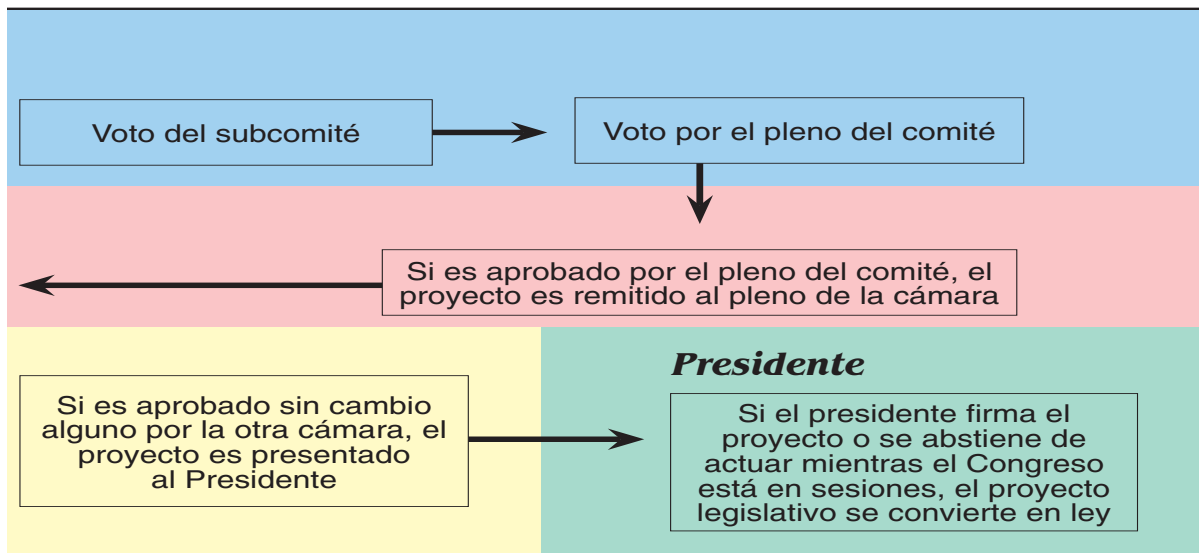 Voto del subcomité
Voto por el pleno del comité
Si es aprobado por el pleno del comité, el
proyecto es remitido al pleno de la cámara
Si es aprobado sin cambio
alguno por la otra cámara, el
proyecto es presentado
al Presidente
Presidente
Si el presidente firma el
proyecto o se abstiene de
actuar mientras el Congreso
está en sesiones, el proyecto
legislativo se convierte en ley